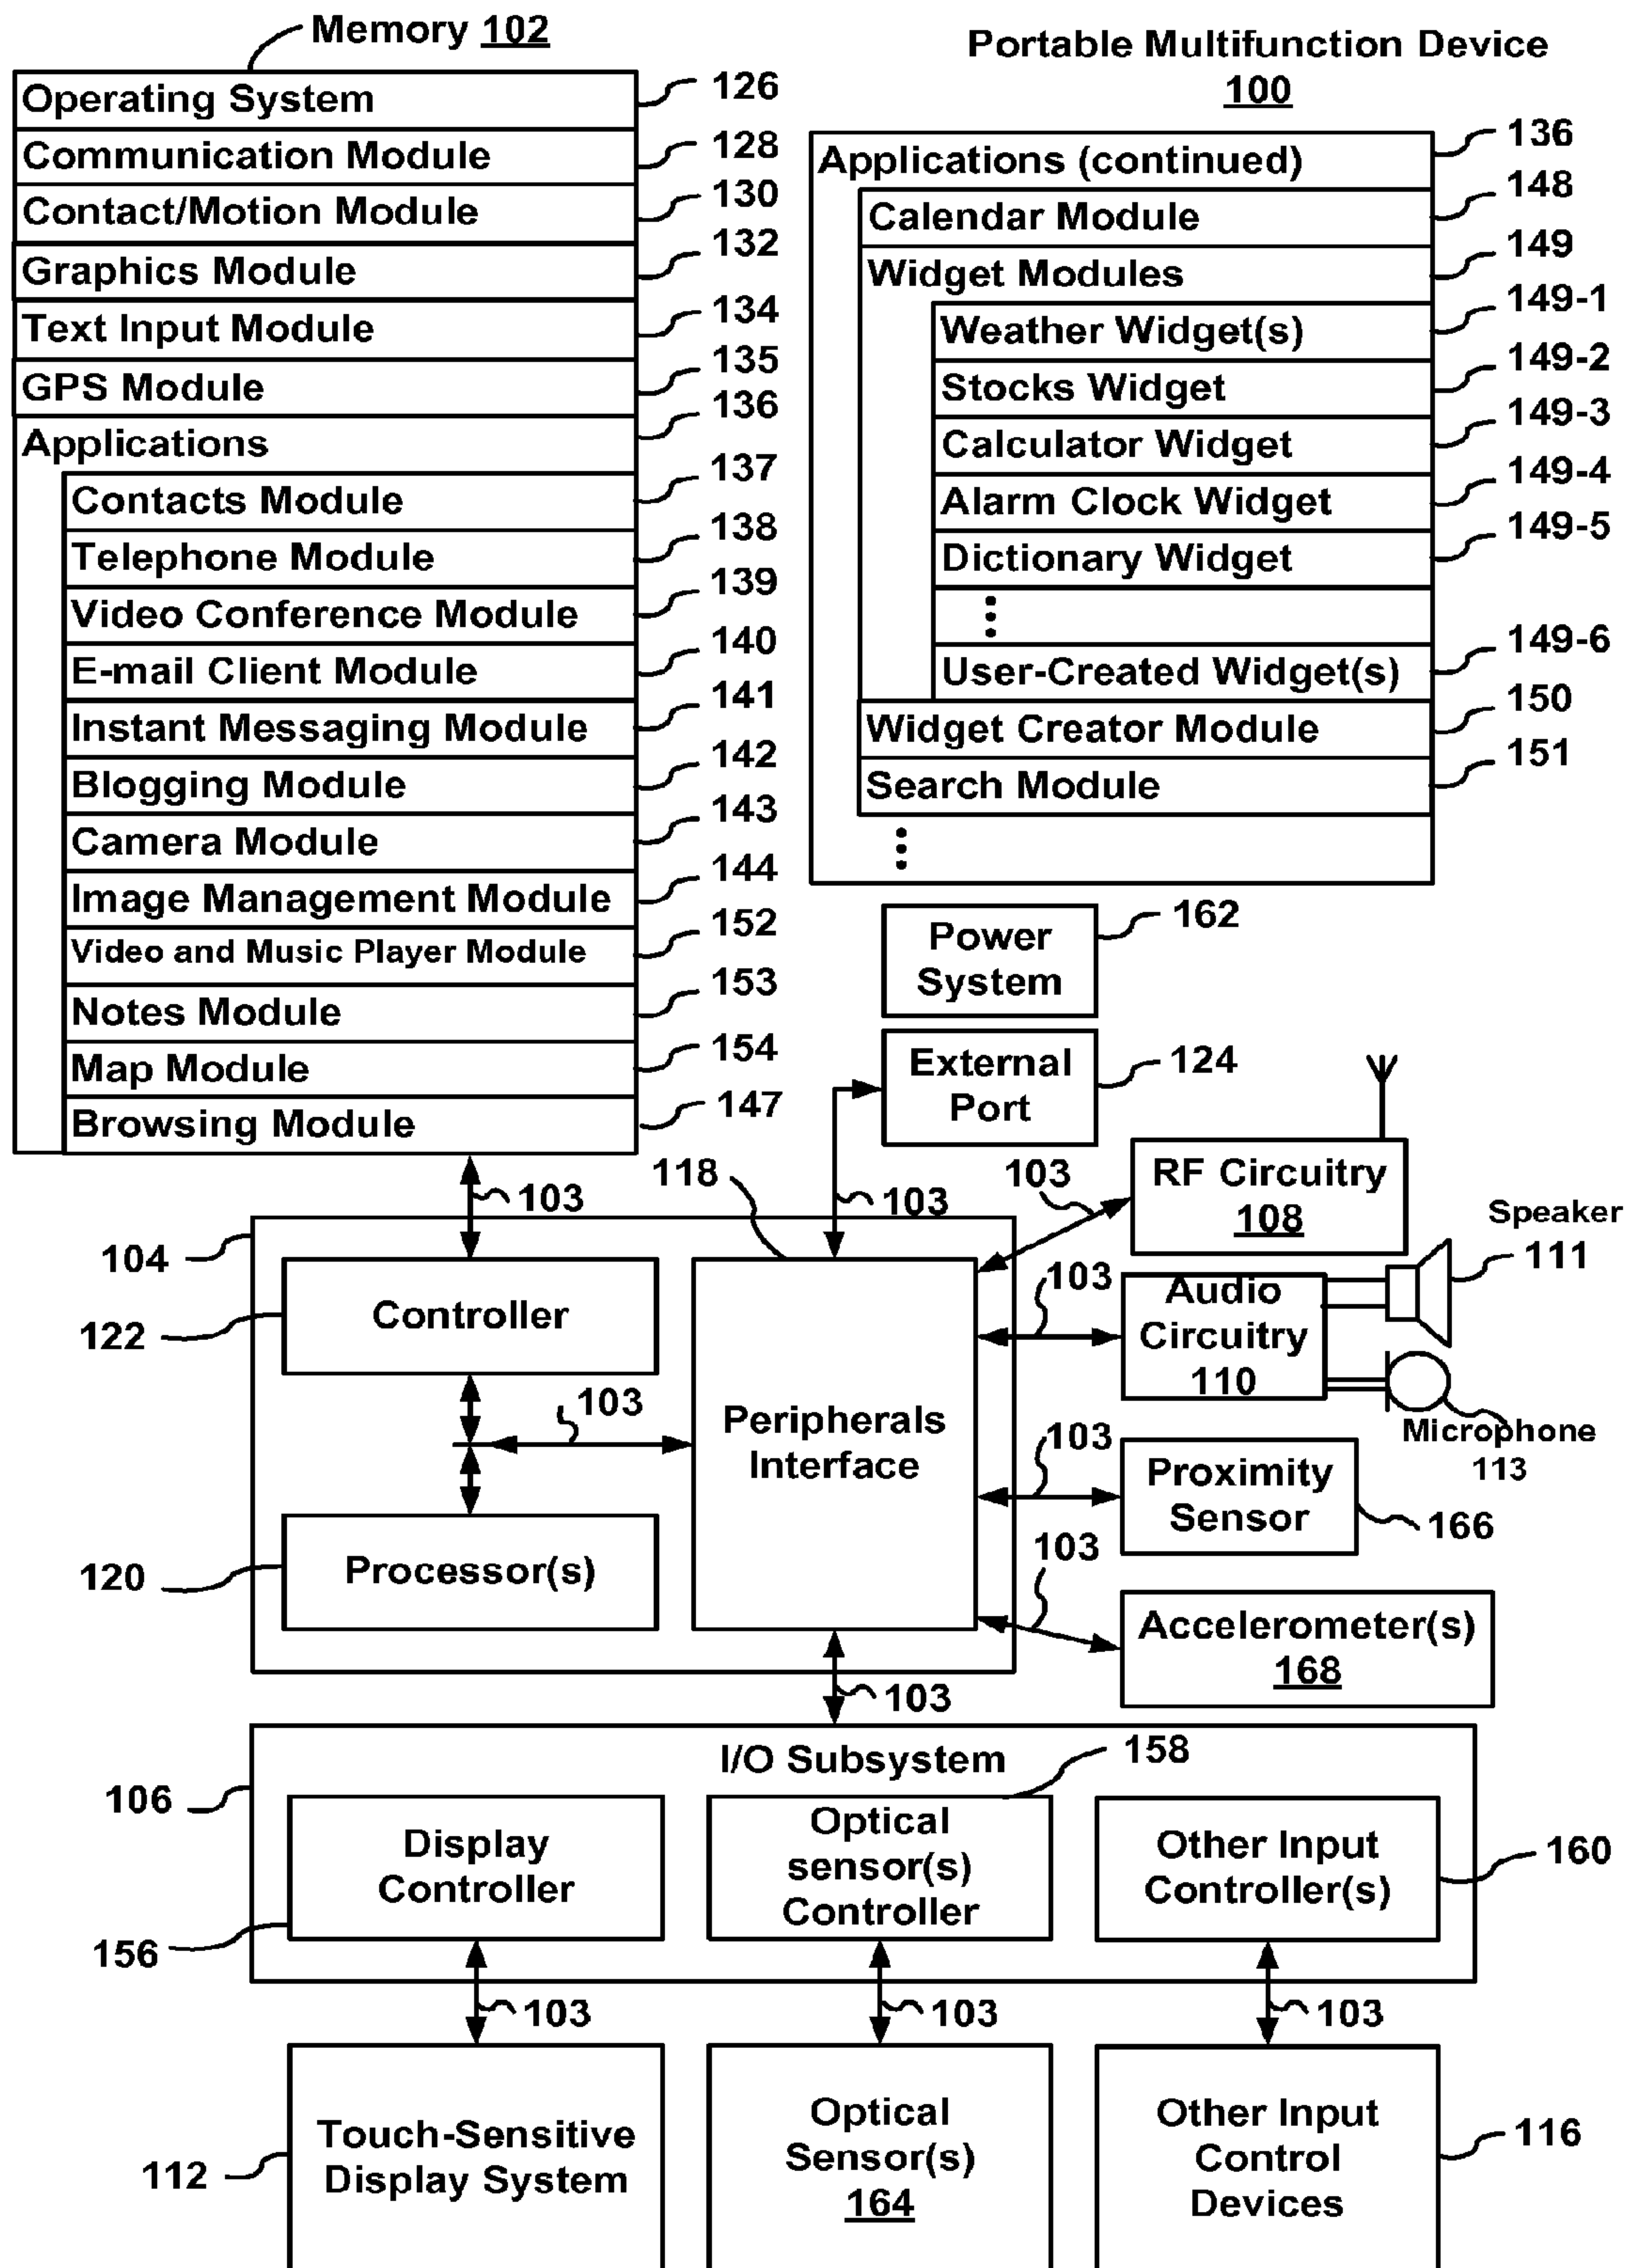 Memory 102
Operating System 126
Communication Module 128
Contact/Motion Module 130
Graphics Module 132
Text Input Module 134
GPS Module 135
Applications 136
Contacts Module 137
Telephone Module 138
Video Conference Module 139
E-mail Client Module 140
Instant Messaging Module 141
Blogging Module 142
Camera Module 143
Image Management Module 144
Video and Music Player Module 152
Notes Module 153
Map Module 154
Browsing Module 147
Portable Multifunction Device
100
Applications (continued) 136
Calendar Module 148
Widget Modules 149
Weather Widget(s) 149-1
Stocks Widget 149-2
Calculator Widget 149-3
Alarm Clock Widget 149-4
Dictionary Widget 149-5
User-Created Widget(s) 149-6
Widget Creator Module 150
Search Module 151
Power
System
162
External
Port
124
103
118
103
103
RF Circuitry
108
Speaker
111
104
Controller
122
103
Audio
Circuitry
110
Microphone
113
103
Peripherals
Interface
103
Proximity
Sensor
166
Processor(s)
120
103
Accelerometer(s)
168
103
I/O Subsystem
106
158
Display
Controller
156
Optical
sensor(s)
Controller
Other Input
Controller(s)
160
103
103
103
Touch-Sensitive
Display System
112
Optical
Sensor(s)
164
Other Input
Control
Devices
116